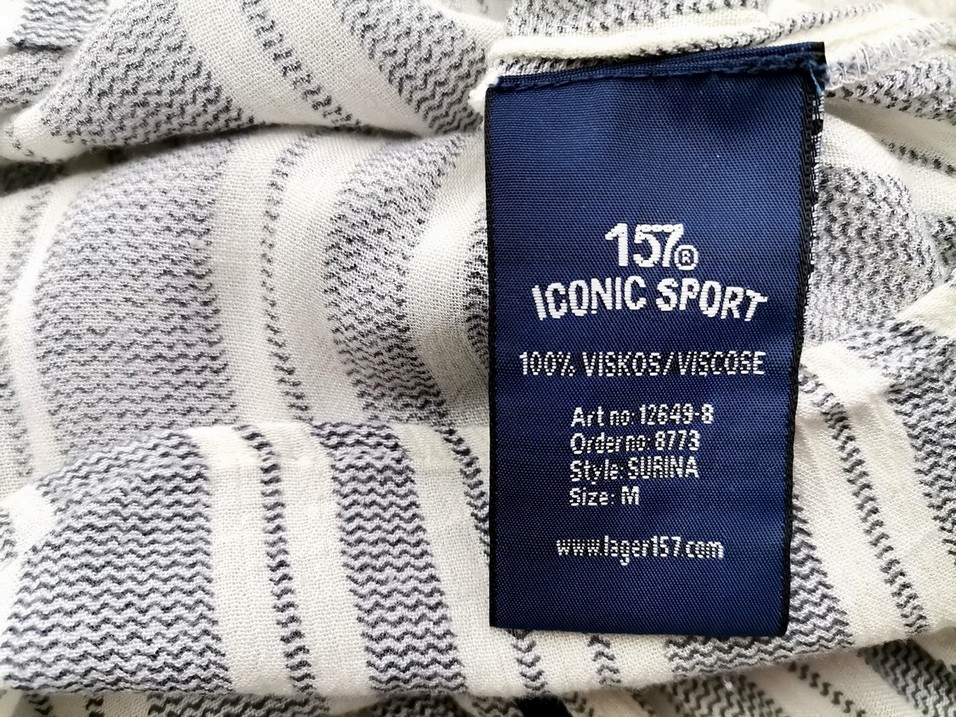 157®
ICONIC SPORT
100% VISKOS/VISCOSE
Art no: 12649-8
Order no: 8773
Style: SURINA
Size: M
www.lager157.com